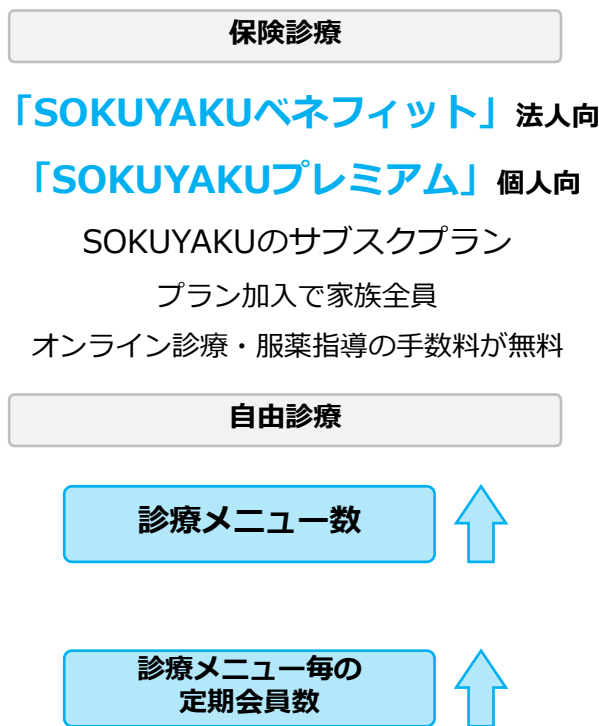 保険診療
「SOKUYAKUベネフィット」法人向
「SOKUYAKUプレミアム」個人向
SOKUYAKUのサブスクプラン
プラン加入で家族全員
オンライン診療・服薬指導の手数料が無料
自由診療
診療メニュー数
診療メニュー毎の
定期会員数